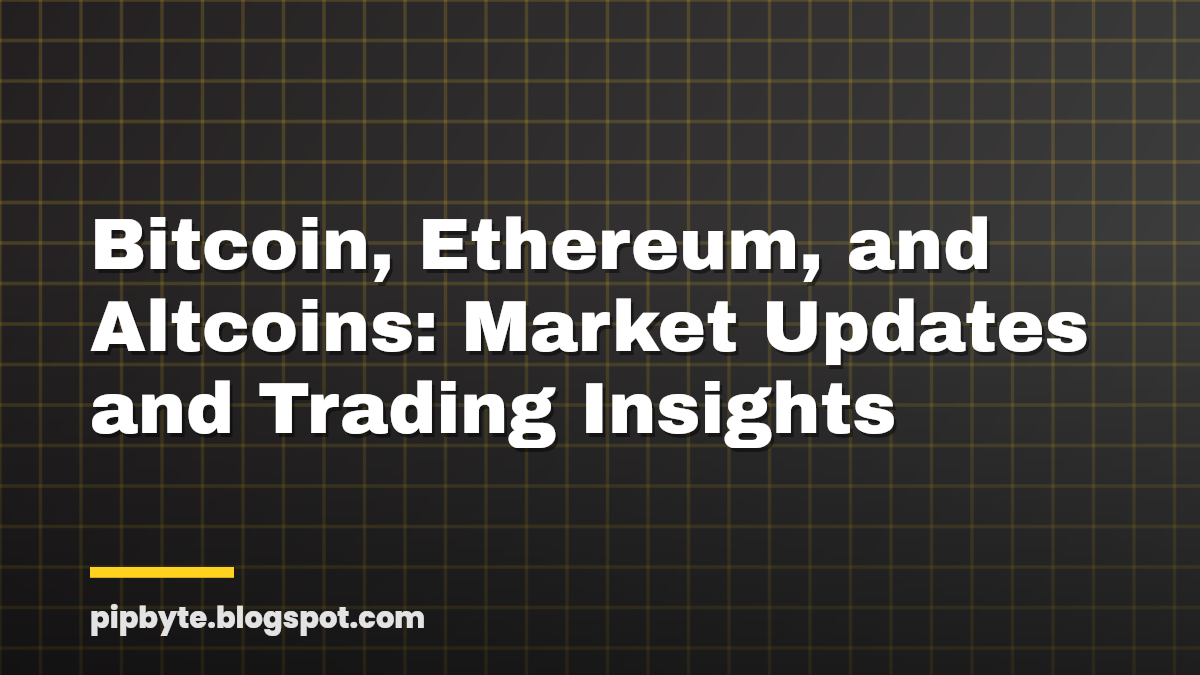 Bitcoin, Ethereum, and
Altcoins: Market Updates
and Trading Insights
pipbyte.blogspot.com